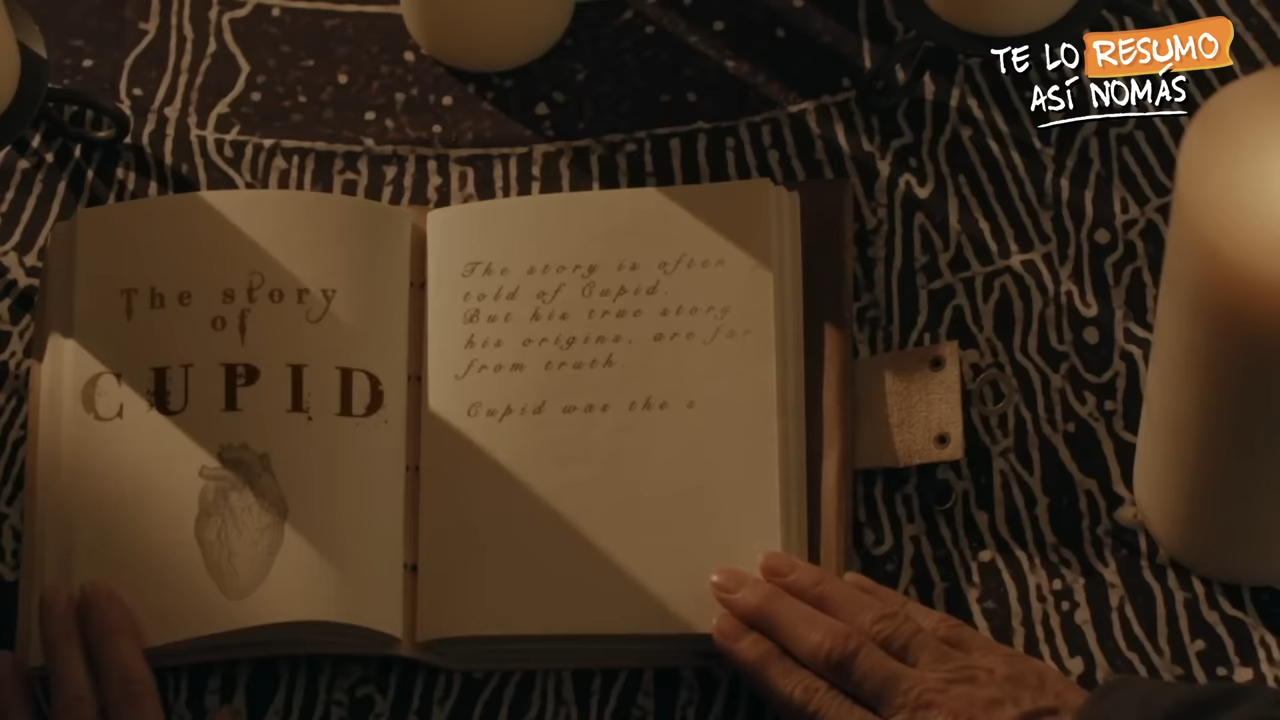 TE LO RESUMO
ASÍ NOMÁS
The story
of
CUPID
The story is often
told of Cupid.
But his true story
his origins, are far
from truth.
Cupid was the s